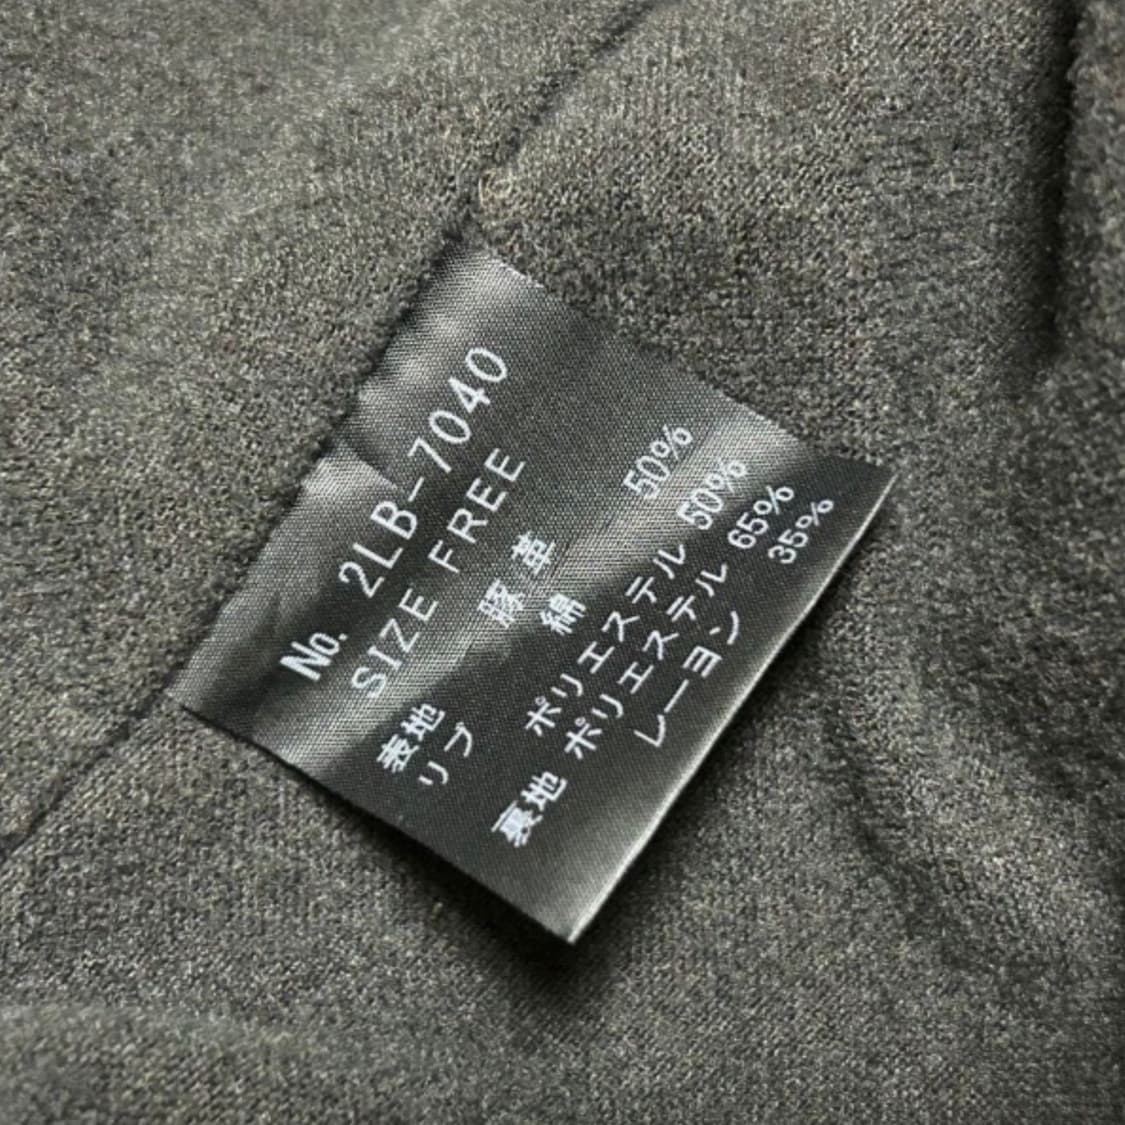 No. 2LB-7040
SIZE FREE
表地 豚革
リブ 綿 50%
ポリエステル 50%
裏地 ポリエステル 65%
レーヨン 35%